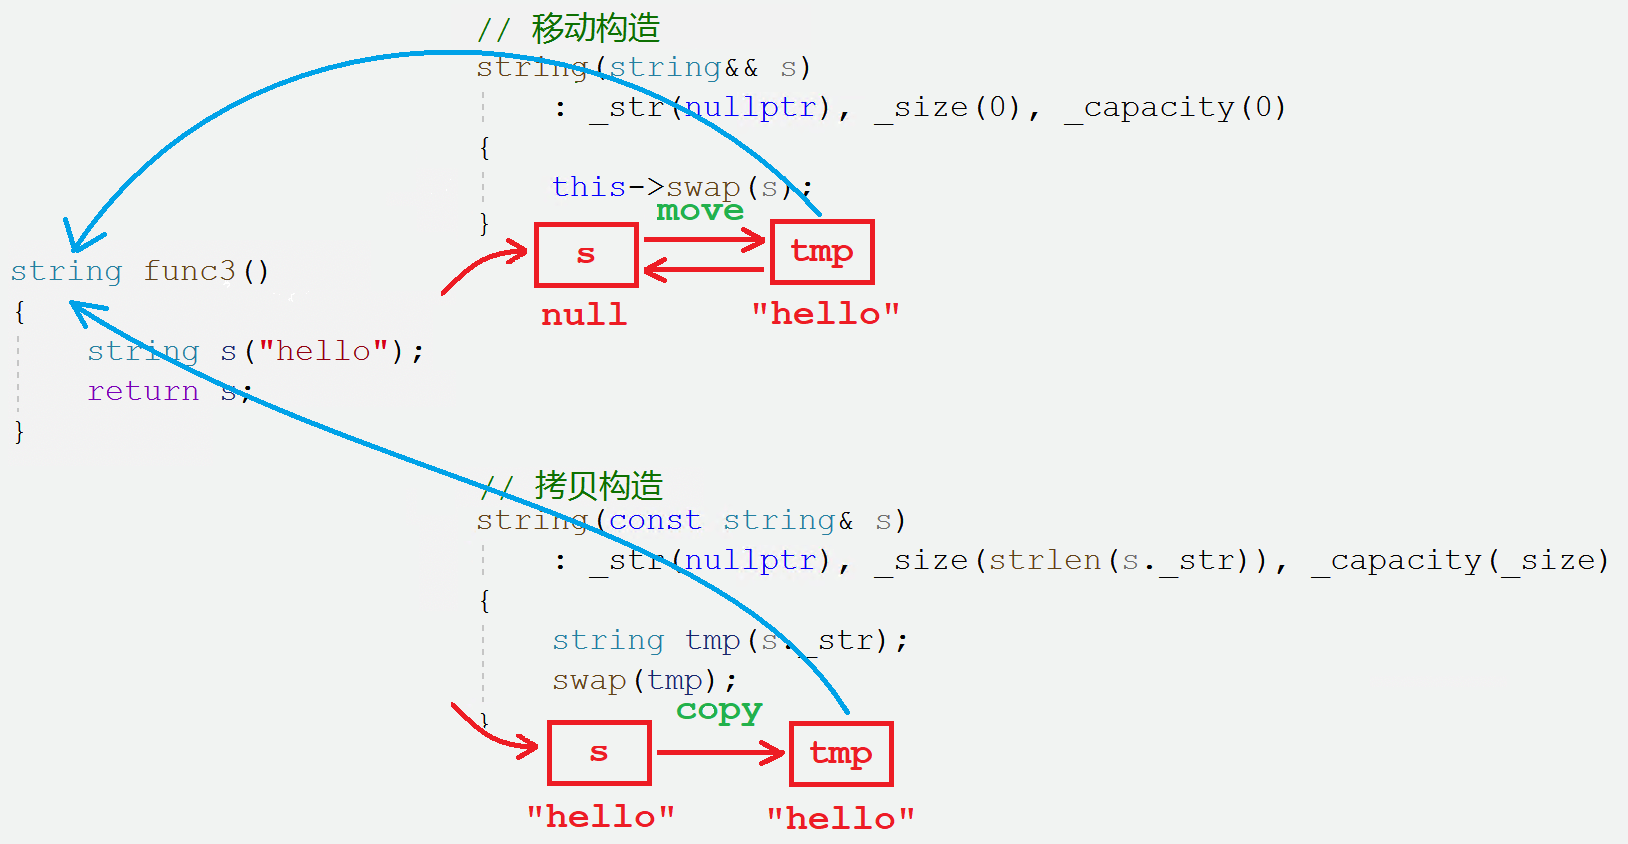 // 移动构造
string(string&& s)
: _str(nullptr), _size(0), _capacity(0)
{
this->swap(s);
}
move
s
tmp
null
"hello"
string func3()
{
string s("hello");
return s;
}
// 拷贝构造
string(const string& s)
: _str(nullptr), _size(strlen(s._str)), _capacity(_size)
{
string tmp(s._str);
swap(tmp);
}
copy
s
tmp
"hello"
"hello"